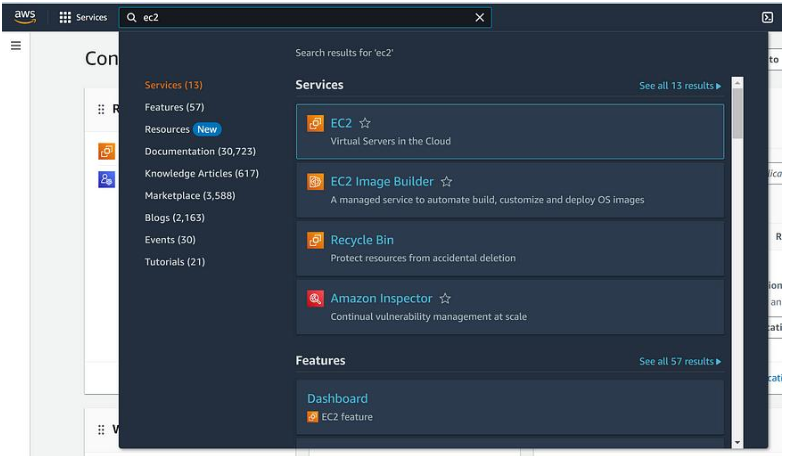 aws
Services
ec2
to
Con
Search results for 'ec2'
Services (13)
Features (57)
Resources New
Documentation (30,723)
Knowledge Articles (617)
Marketplace (3,588)
Blogs (2,163)
Events (30)
Tutorials (21)
Services
See all 13 results
EC2
Virtual Servers in the Cloud
EC2 Image Builder
A managed service to automate build, customize and deploy OS images
Recycle Bin
Protect resources from accidental deletion
Amazon Inspector
Continual vulnerability management at scale
Features
See all 57 results
Dashboard
EC2 feature